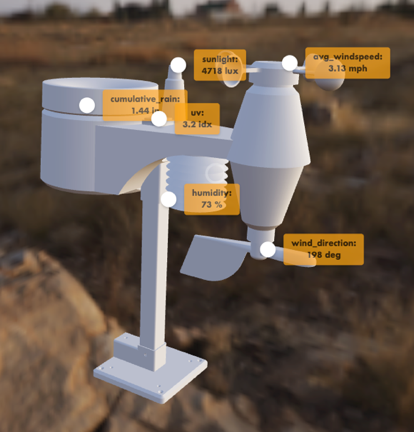 sunlight:
4718 lux
avg_windspeed:
3.13 mph
cumulative_rain:
1.44 in
uv:
3.2 idx
humidity:
73 %
wind_direction:
198 deg